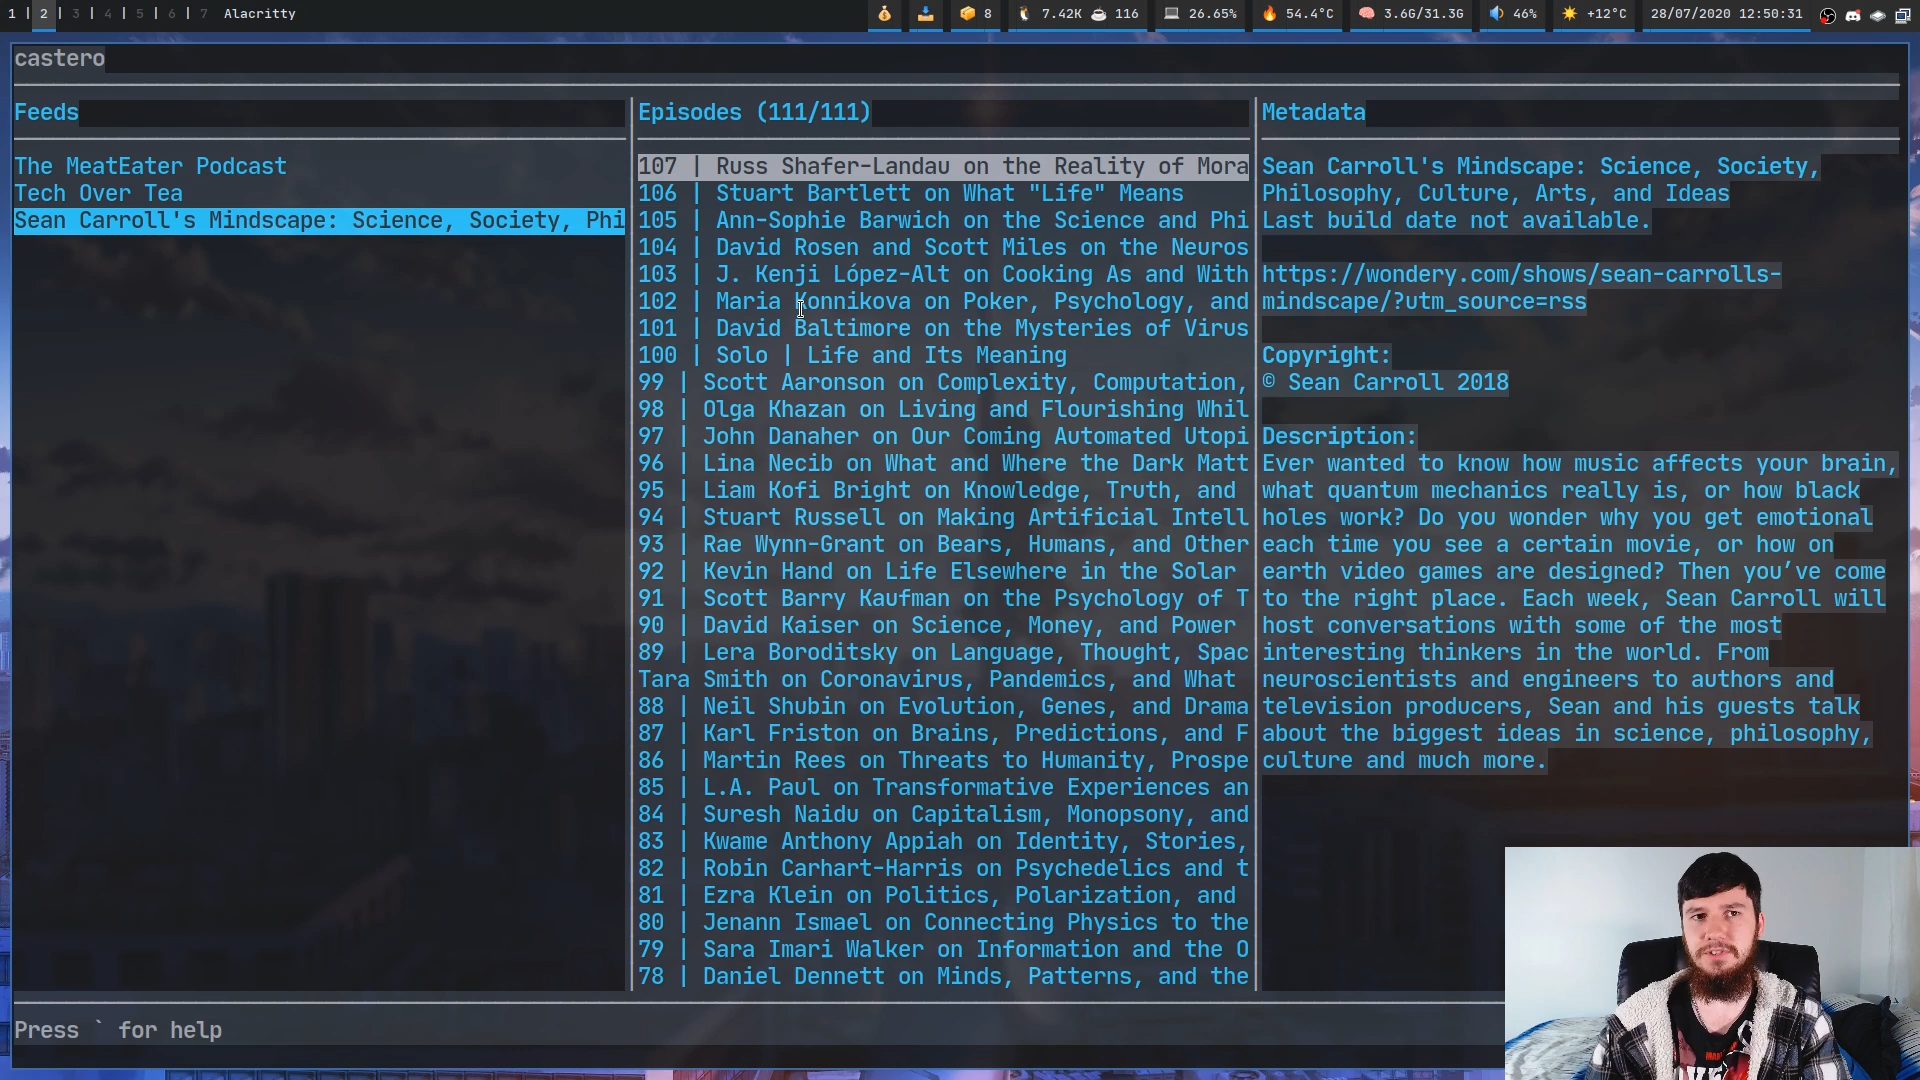 1 | 2 | 3 | 4 | 5 | 6 | 7 Alacritty 8 7.42K 116 26.65% 54.4°C 3.6G/31.3G 46% +12°C 28/07/2020 12:50:31
castero
Feeds
The MeatEater Podcast
Tech Over Tea
Sean Carroll's Mindscape: Science, Society, Phi
Episodes (111/111)
107 | Russ Shafer-Landau on the Reality of Mora
106 | Stuart Bartlett on What "Life" Means
105 | Ann-Sophie Barwich on the Science and Phi
104 | David Rosen and Scott Miles on the Neuros
103 | J. Kenji López-Alt on Cooking As and With
102 | Maria Konnikova on Poker, Psychology, and
101 | David Baltimore on the Mysteries of Virus
100 | Solo | Life and Its Meaning
99 | Scott Aaronson on Complexity, Computation,
98 | Olga Khazan on Living and Flourishing Whil
97 | John Danaher on Our Coming Automated Utopi
96 | Lina Necib on What and Where the Dark Matt
95 | Liam Kofi Bright on Knowledge, Truth, and
94 | Stuart Russell on Making Artificial Intell
93 | Rae Wynn-Grant on Bears, Humans, and Other
92 | Kevin Hand on Life Elsewhere in the Solar
91 | Scott Barry Kaufman on the Psychology of T
90 | David Kaiser on Science, Money, and Power
89 | Lera Boroditsky on Language, Thought, Spac
Tara Smith on Coronavirus, Pandemics, and What
88 | Neil Shubin on Evolution, Genes, and Drama
87 | Karl Friston on Brains, Predictions, and F
86 | Martin Rees on Threats to Humanity, Prospe
85 | L.A. Paul on Transformative Experiences an
84 | Suresh Naidu on Capitalism, Monopsony, and
83 | Kwame Anthony Appiah on Identity, Stories,
82 | Robin Carhart-Harris on Psychedelics and t
81 | Ezra Klein on Politics, Polarization, and
80 | Jenann Ismael on Connecting Physics to the
79 | Sara Imari Walker on Information and the O
78 | Daniel Dennett on Minds, Patterns, and the
Metadata
Sean Carroll's Mindscape: Science, Society,
Philosophy, Culture, Arts, and Ideas
Last build date not available.
https://wondery.com/shows/sean-carrolls-
mindscape/?utm_source=rss
Copyright:
© Sean Carroll 2018
Description:
Ever wanted to know how music affects your brain,
what quantum mechanics really is, or how black
holes work? Do you wonder why you get emotional
each time you see a certain movie, or how on
earth video games are designed? Then you’ve come
to the right place. Each week, Sean Carroll will
host conversations with some of the most
interesting thinkers in the world. From
neuroscientists and engineers to authors and
television producers, Sean and his guests talk
about the biggest ideas in science, philosophy,
culture and much more.
Press ` for help